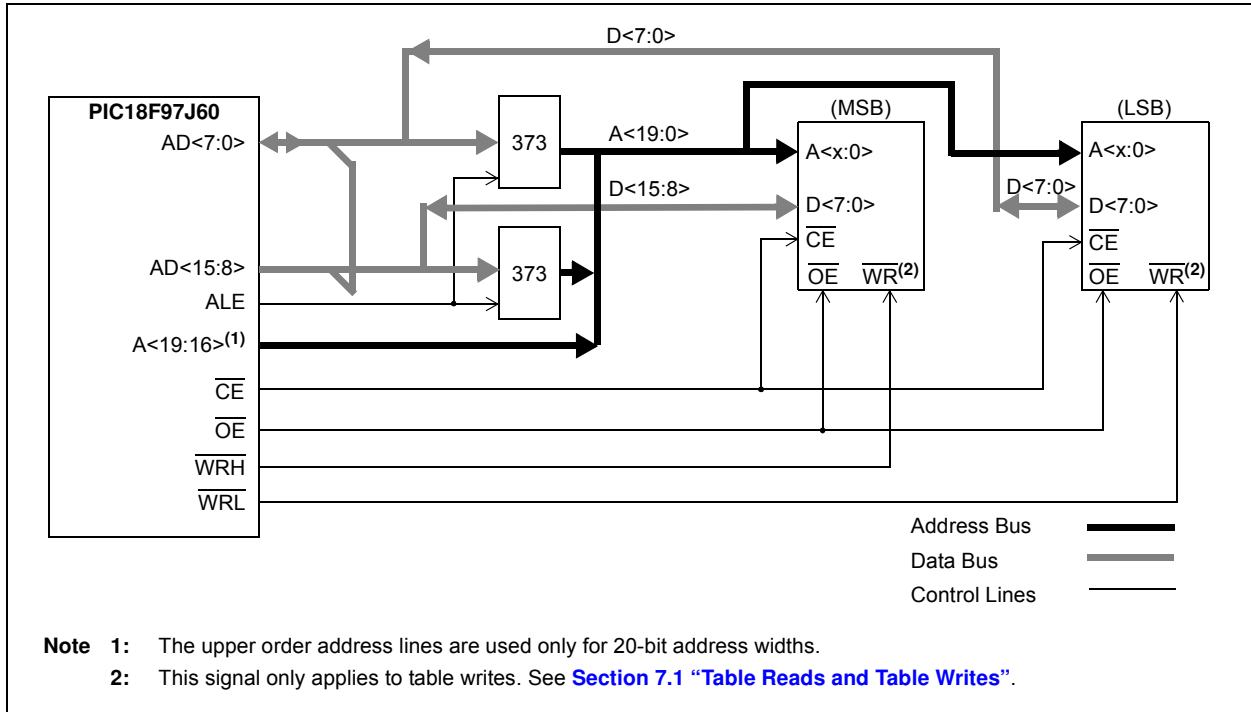 D<7:0>
PIC18F97J60
AD<7:0>
373
A<19:0>
(MSB)
A<x:0>
(LSB)
A<x:0>
D<15:8>
D<7:0>
D<7:0>
D<7:0>
CE
CE
AD<15:8>
373
OE WR(2)
OE WR(2)
ALE
A<19:16>(1)
CE
OE
WRH
WRL
Address Bus
Data Bus
Control Lines
Note 1: The upper order address lines are used only for 20-bit address widths.
2: This signal only applies to table writes. See Section 7.1 “Table Reads and Table Writes”.